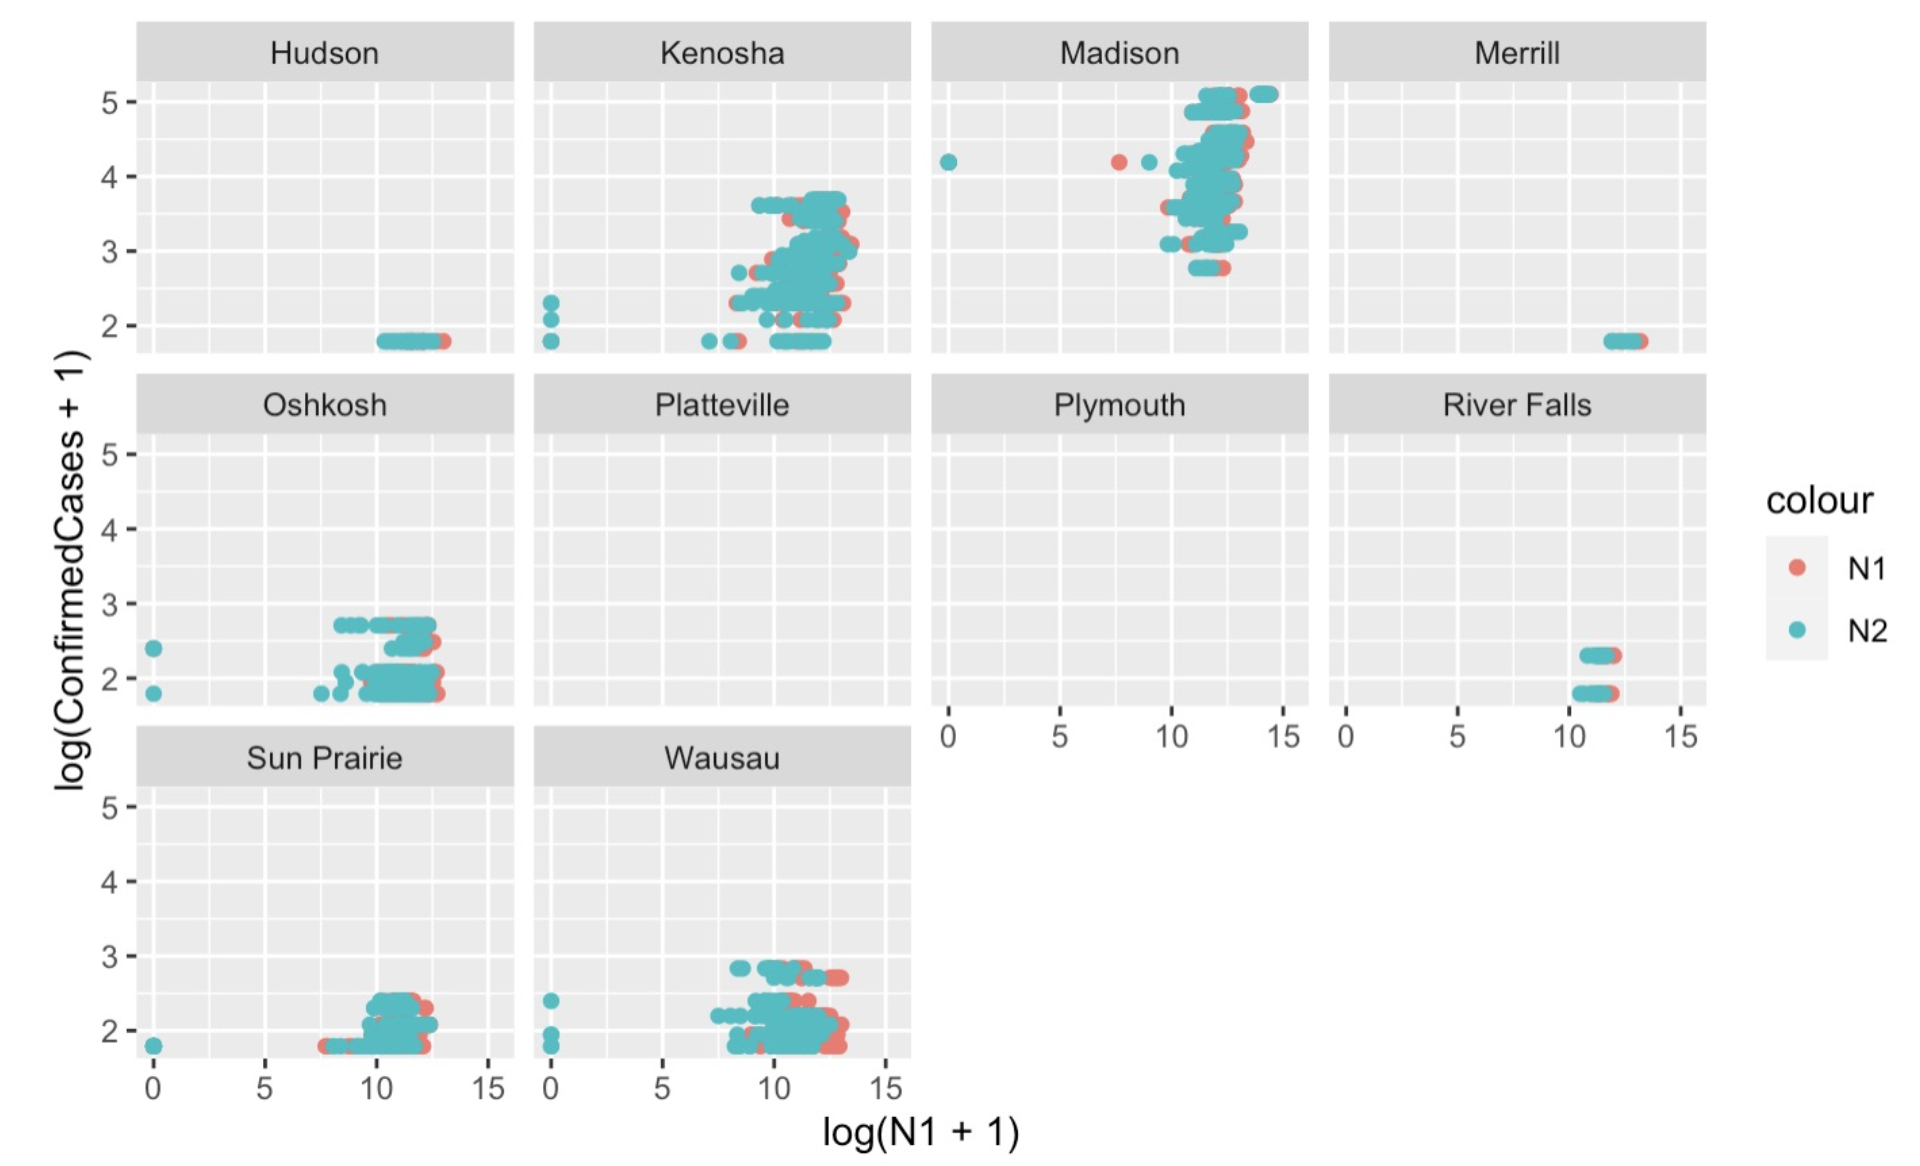 Hudson Kenosha Madison Merrill
5
4
3
2
Oshkosh Platteville Plymouth River Falls
5
4
3
2
0 5 10 15 0 5 10 15
Sun Prairie Wausau
5
4
3
2
0 5 10 15 0 5 10 15
log(N1 + 1)
log(ConfirmedCases + 1)
colour
N1
N2